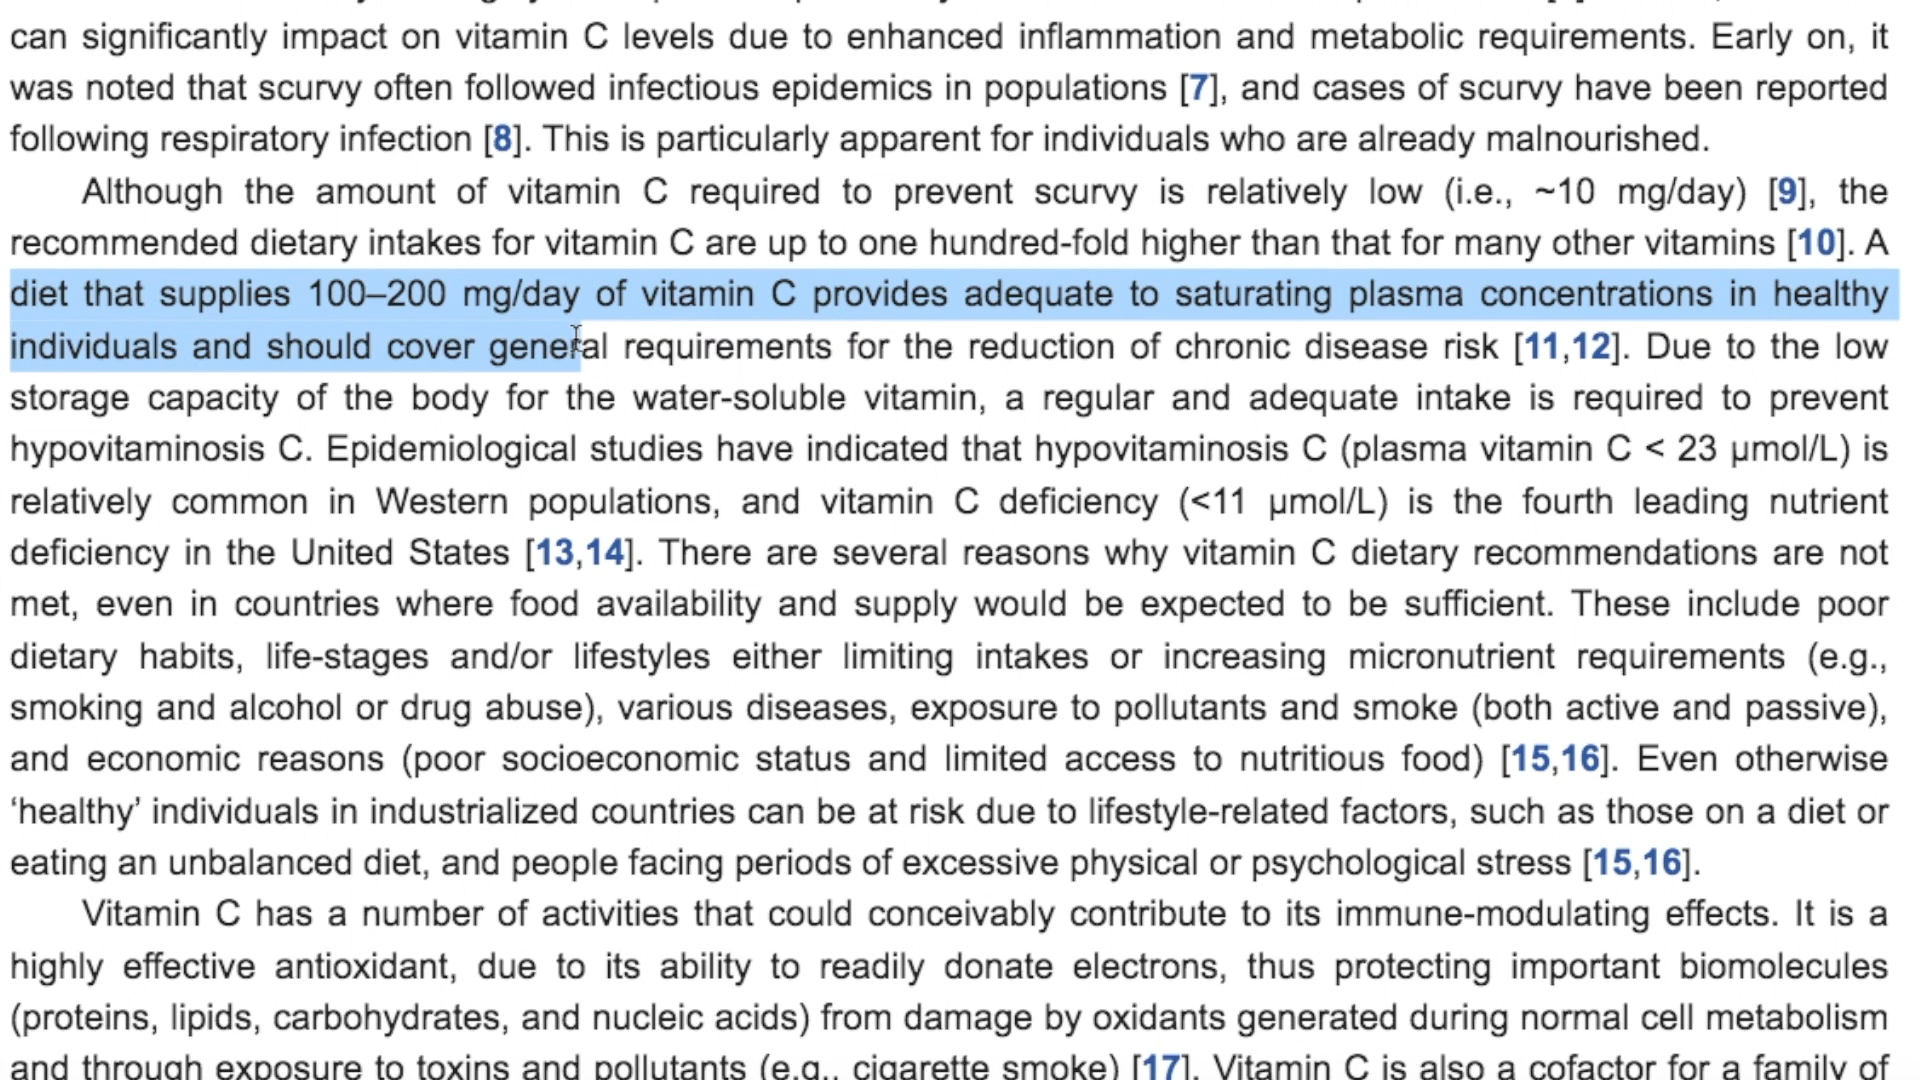 can significantly impact on vitamin C levels due to enhanced inflammation and metabolic requirements. Early on, it
was noted that scurvy often followed infectious epidemics in populations [7], and cases of scurvy have been reported
following respiratory infection [8]. This is particularly apparent for individuals who are already malnourished.
Although the amount of vitamin C required to prevent scurvy is relatively low (i.e., ~10 mg/day) [9], the
recommended dietary intakes for vitamin C are up to one hundred-fold higher than that for many other vitamins [10]. A
diet that supplies 100–200 mg/day of vitamin C provides adequate to saturating plasma concentrations in healthy
individuals and should cover general requirements for the reduction of chronic disease risk [11,12]. Due to the low
storage capacity of the body for the water-soluble vitamin, a regular and adequate intake is required to prevent
hypovitaminosis C. Epidemiological studies have indicated that hypovitaminosis C (plasma vitamin C < 23 μmol/L) is
relatively common in Western populations, and vitamin C deficiency (<11 μmol/L) is the fourth leading nutrient
deficiency in the United States [13,14]. There are several reasons why vitamin C dietary recommendations are not
met, even in countries where food availability and supply would be expected to be sufficient. These include poor
dietary habits, life-stages and/or lifestyles either limiting intakes or increasing micronutrient requirements (e.g.,
smoking and alcohol or drug abuse), various diseases, exposure to pollutants and smoke (both active and passive),
and economic reasons (poor socioeconomic status and limited access to nutritious food) [15,16]. Even otherwise
‘healthy’ individuals in industrialized countries can be at risk due to lifestyle-related factors, such as those on a diet or
eating an unbalanced diet, and people facing periods of excessive physical or psychological stress [15,16].
Vitamin C has a number of activities that could conceivably contribute to its immune-modulating effects. It is a
highly effective antioxidant, due to its ability to readily donate electrons, thus protecting important biomolecules
(proteins, lipids, carbohydrates, and nucleic acids) from damage by oxidants generated during normal cell metabolism
and through exposure to toxins and pollutants (e.g., cigarette smoke) [17]. Vitamin C is also a cofactor for a family of